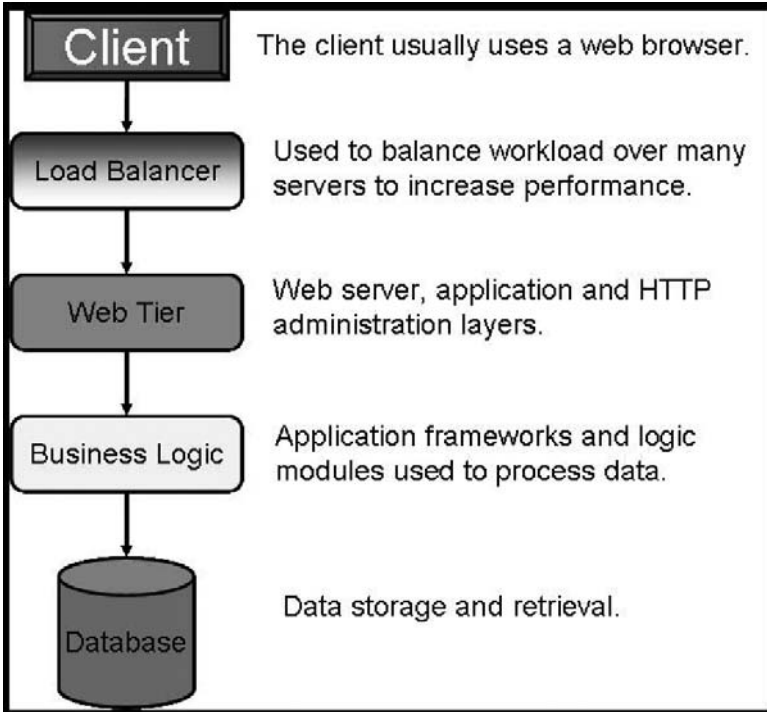 Client
The client usually uses a web browser.
Load Balancer
Used to balance workload over many
servers to increase performance.
Web Tier
Web server, application and HTTP
administration layers.
Business Logic
Application frameworks and logic
modules used to process data.
Database
Data storage and retrieval.